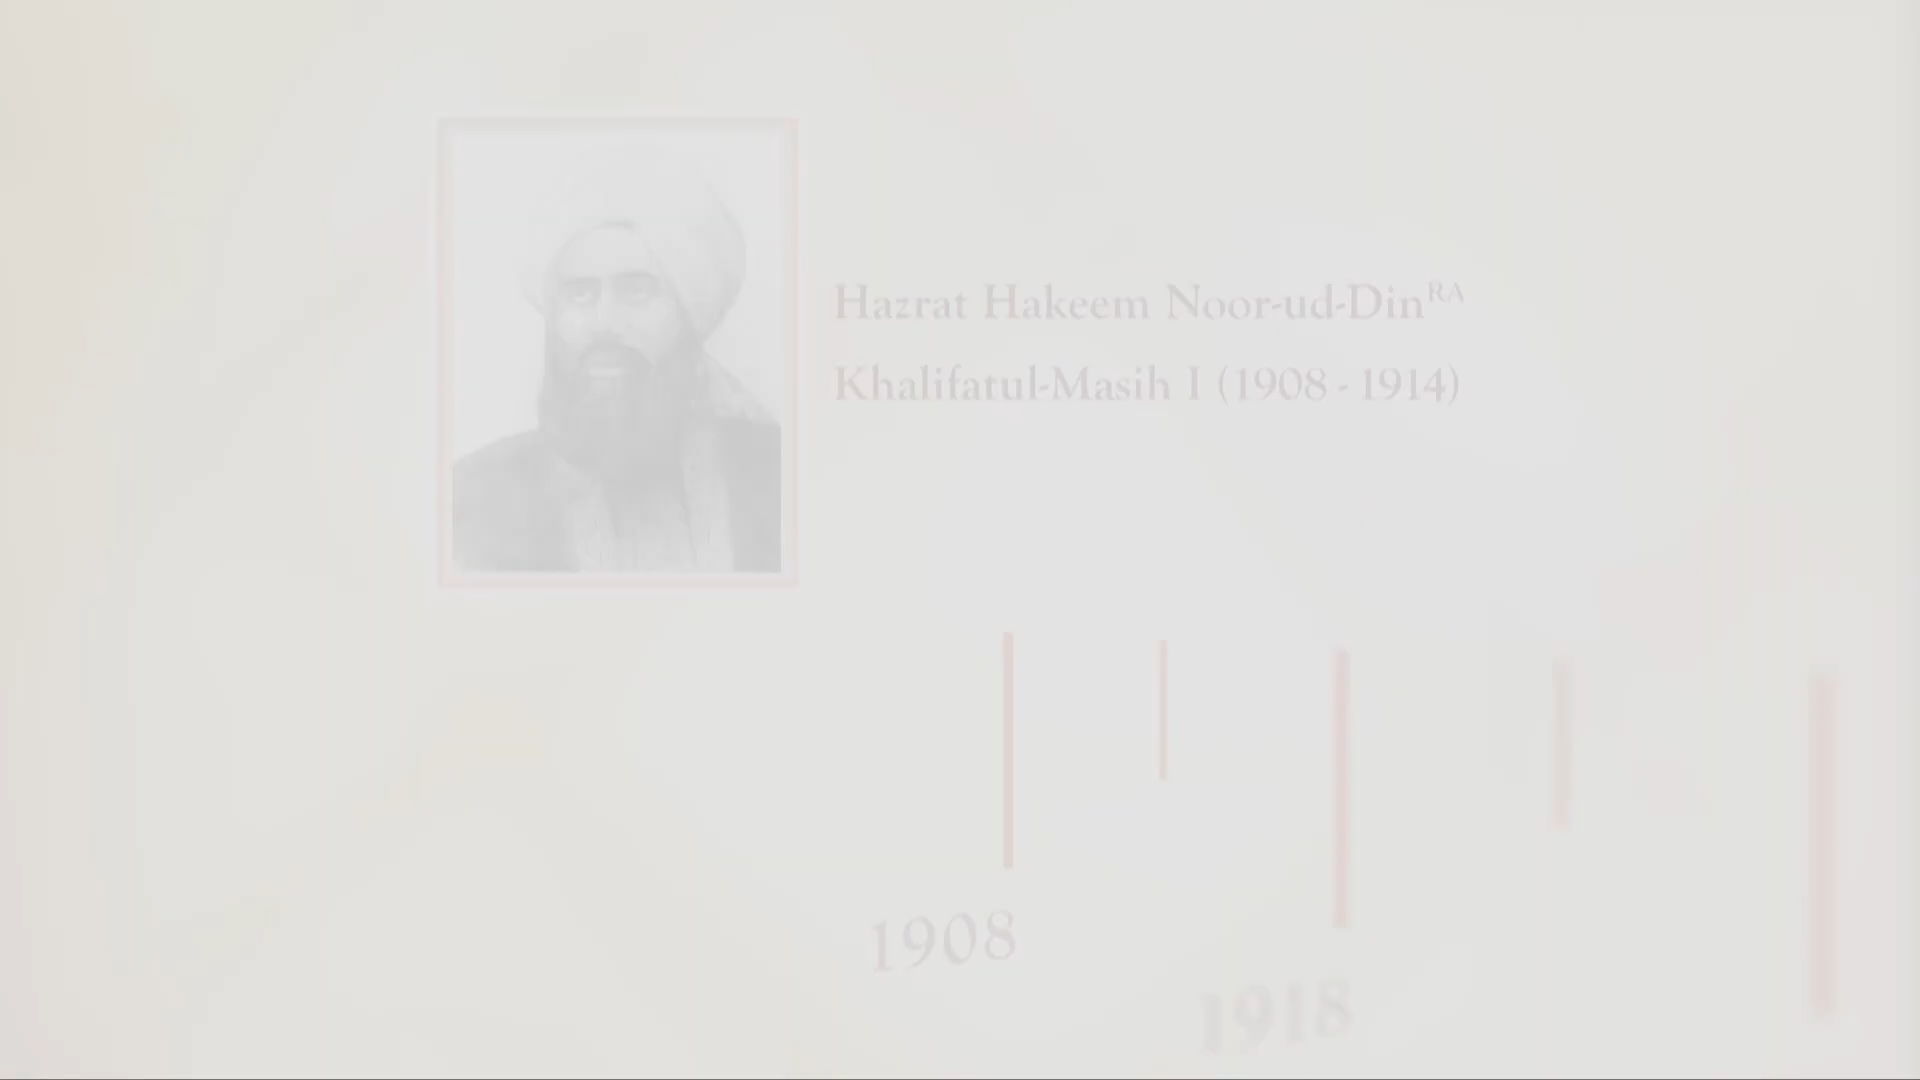 Hazrat Hakeem Noor-ud-Din^RA
Khalifatul-Masih I (1908 - 1914)
1908
1918